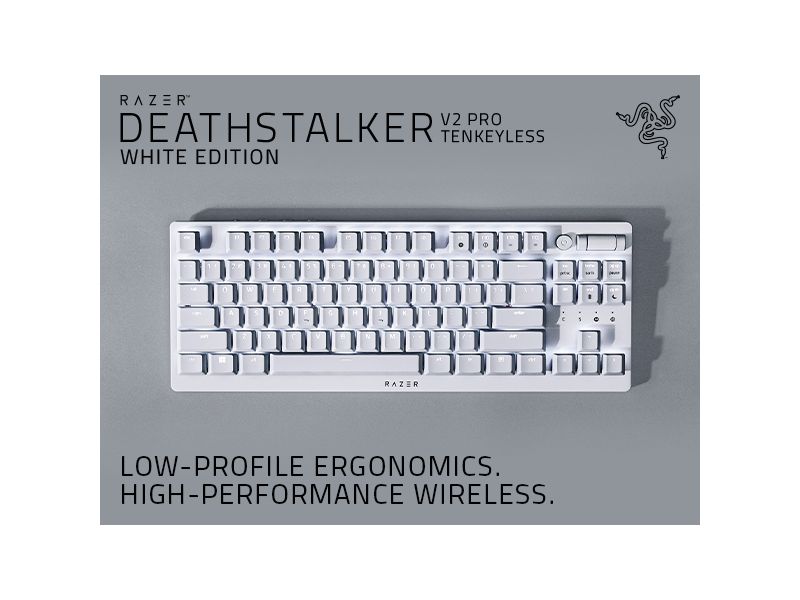 RAZER™
DEATHSTALKER V2 PRO
TENKEYLESS
WHITE EDITION
RAZER
LOW-PROFILE ERGONOMICS.
HIGH-PERFORMANCE WIRELESS.